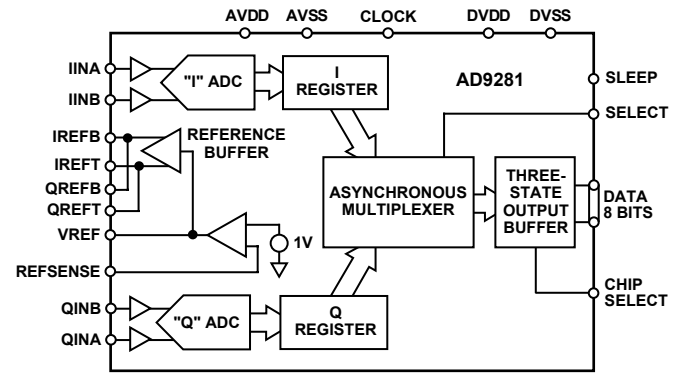 AVDD AVSS CLOCK DVDD DVSS
IINA
IINB
"I" ADC
I
REGISTER
AD9281
SLEEP
SELECT
IREFB
IREFT
QREFB
QREFT
VREF
REFSENSE
REFERENCE
BUFFER
1V
ASYNCHRONOUS
MULTIPLEXER
THREE-
STATE
OUTPUT
BUFFER
DATA
8 BITS
CHIP
SELECT
QINB
QINA
"Q" ADC
Q
REGISTER